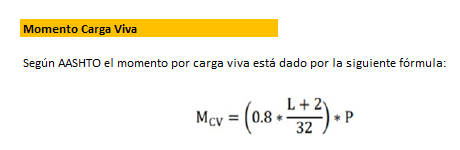 Momento Carga Viva
Según AASHTO el momento por carga viva está dado por la siguiente fórmula:
M_CV = (0.8 * (L + 2)/32) * P